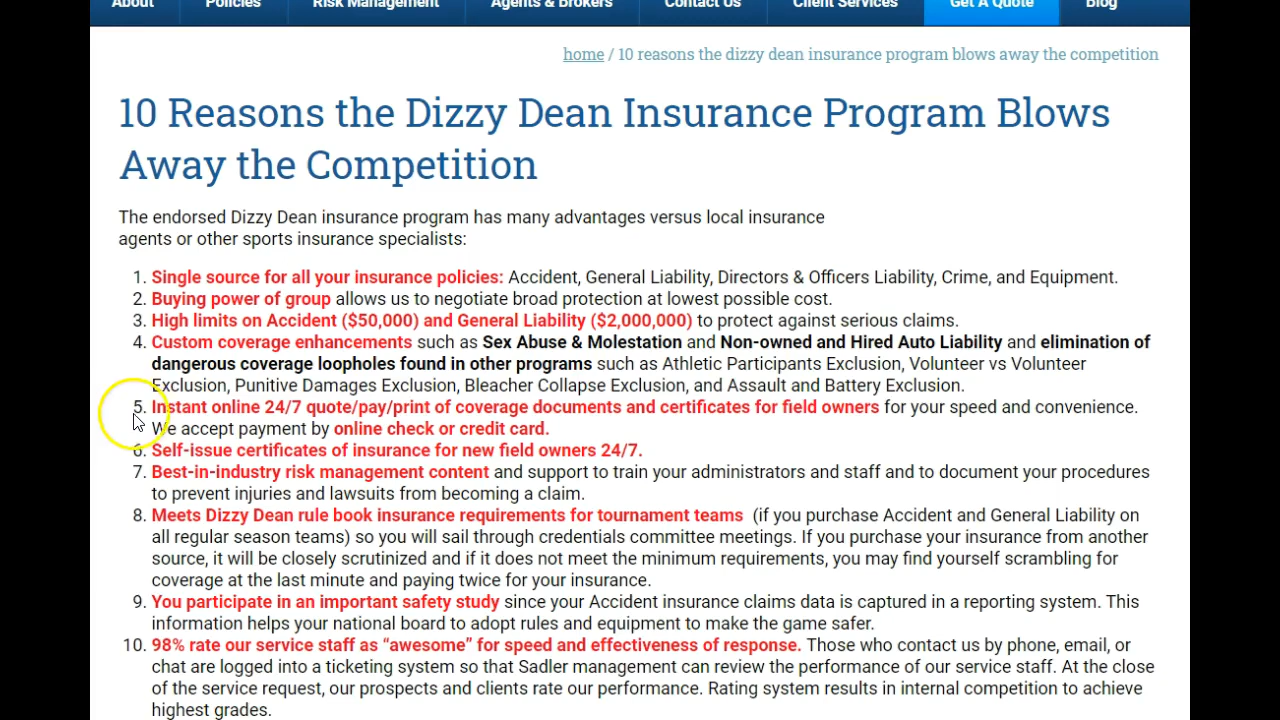 About Policies Risk Management Agents & Brokers Contact Us Client Services Get A Quote Blog
home / 10 reasons the dizzy dean insurance program blows away the competition
10 Reasons the Dizzy Dean Insurance Program Blows
Away the Competition
The endorsed Dizzy Dean insurance program has many advantages versus local insurance
agents or other sports insurance specialists:
1. Single source for all your insurance policies: Accident, General Liability, Directors & Officers Liability, Crime, and Equipment.
2. Buying power of group allows us to negotiate broad protection at lowest possible cost.
3. High limits on Accident ($50,000) and General Liability ($2,000,000) to protect against serious claims.
4. Custom coverage enhancements such as Sex Abuse & Molestation and Non-owned and Hired Auto Liability and elimination of
dangerous coverage loopholes found in other programs such as Athletic Participants Exclusion, Volunteer vs Volunteer
Exclusion, Punitive Damages Exclusion, Bleacher Collapse Exclusion, and Assault and Battery Exclusion.
5. Instant online 24/7 quote/pay/print of coverage documents and certificates for field owners for your speed and convenience.
We accept payment by online check or credit card.
6. Self-issue certificates of insurance for new field owners 24/7.
7. Best-in-industry risk management content and support to train your administrators and staff and to document your procedures
to prevent injuries and lawsuits from becoming a claim.
8. Meets Dizzy Dean rule book insurance requirements for tournament teams (if you purchase Accident and General Liability on
all regular season teams) so you will sail through credentials committee meetings. If you purchase your insurance from another
source, it will be closely scrutinized and if it does not meet the minimum requirements, you may find yourself scrambling for
coverage at the last minute and paying twice for your insurance.
9. You participate in an important safety study since your Accident insurance claims data is captured in a reporting system. This
information helps your national board to adopt rules and equipment to make the game safer.
10. 98% rate our service staff as “awesome” for speed and effectiveness of response. Those who contact us by phone, email, or
chat are logged into a ticketing system so that Sadler management can review the performance of our service staff. At the close
of the service request, our prospects and clients rate our performance. Rating system results in internal competition to achieve
highest grades.